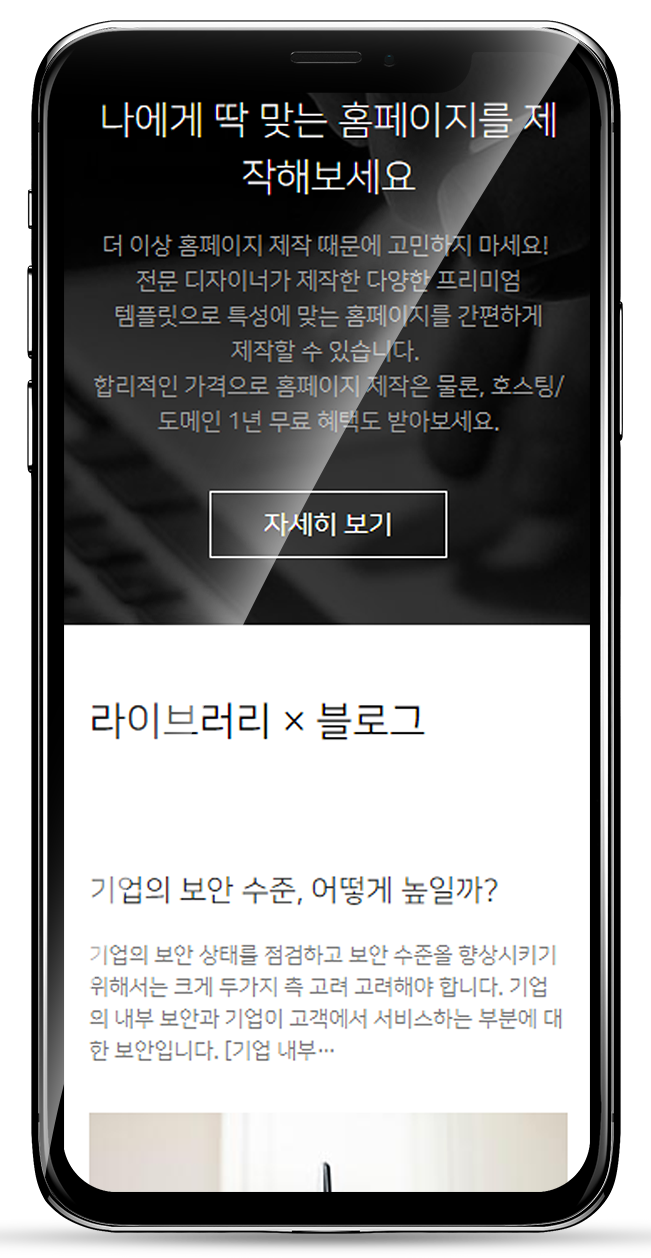 나에게 딱 맞는 홈페이지를 제
작해보세요
더 이상 홈페이지 제작 때문에 고민하지 마세요!
전문 디자이너가 제작한 다양한 프리미엄
템플릿으로 특성에 맞는 홈페이지를 간편하게
제작할 수 있습니다.
합리적인 가격으로 홈페이지 제작은 물론, 호스팅/
도메인 1년 무료 혜택도 받아보세요.
자세히 보기
라이브러리 × 블로그
기업의 보안 수준, 어떻게 높일까?
기업의 보안 상태를 점검하고 보안 수준올 향상시키기
위해서는 크게 두가지 측 고려 고려해야 합니다. 기업
의 내부 보안과 기업이 고객에서 서비스하는 부분에 대
한 보안입니다. [기업 내부…